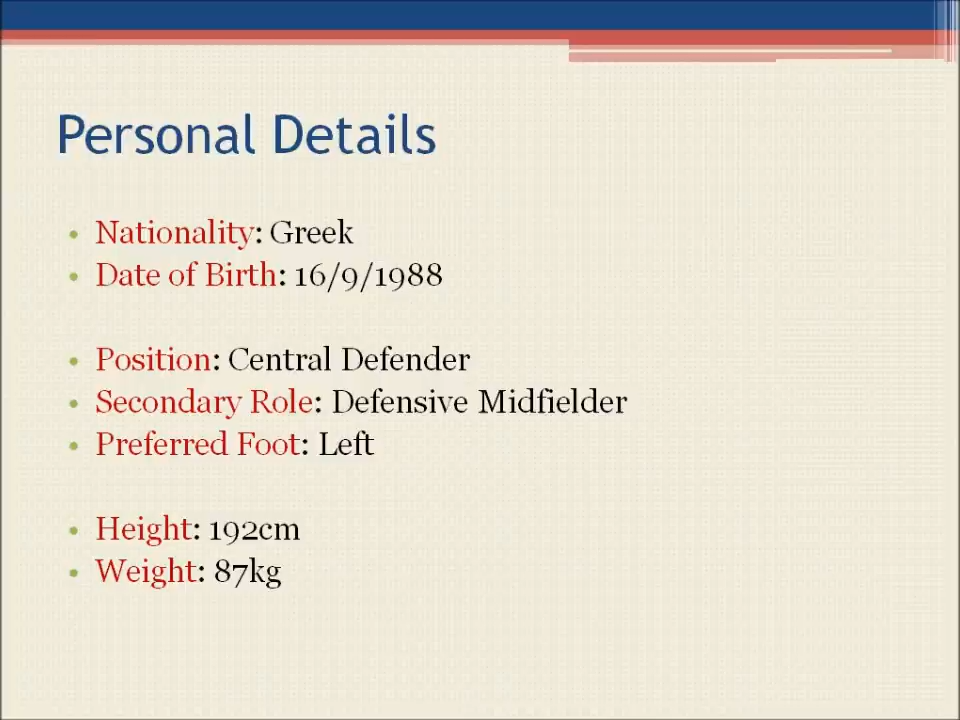 Personal Details
• Nationality: Greek
• Date of Birth: 16/9/1988
• Position: Central Defender
• Secondary Role: Defensive Midfielder
• Preferred Foot: Left
• Height: 192cm
• Weight: 87kg